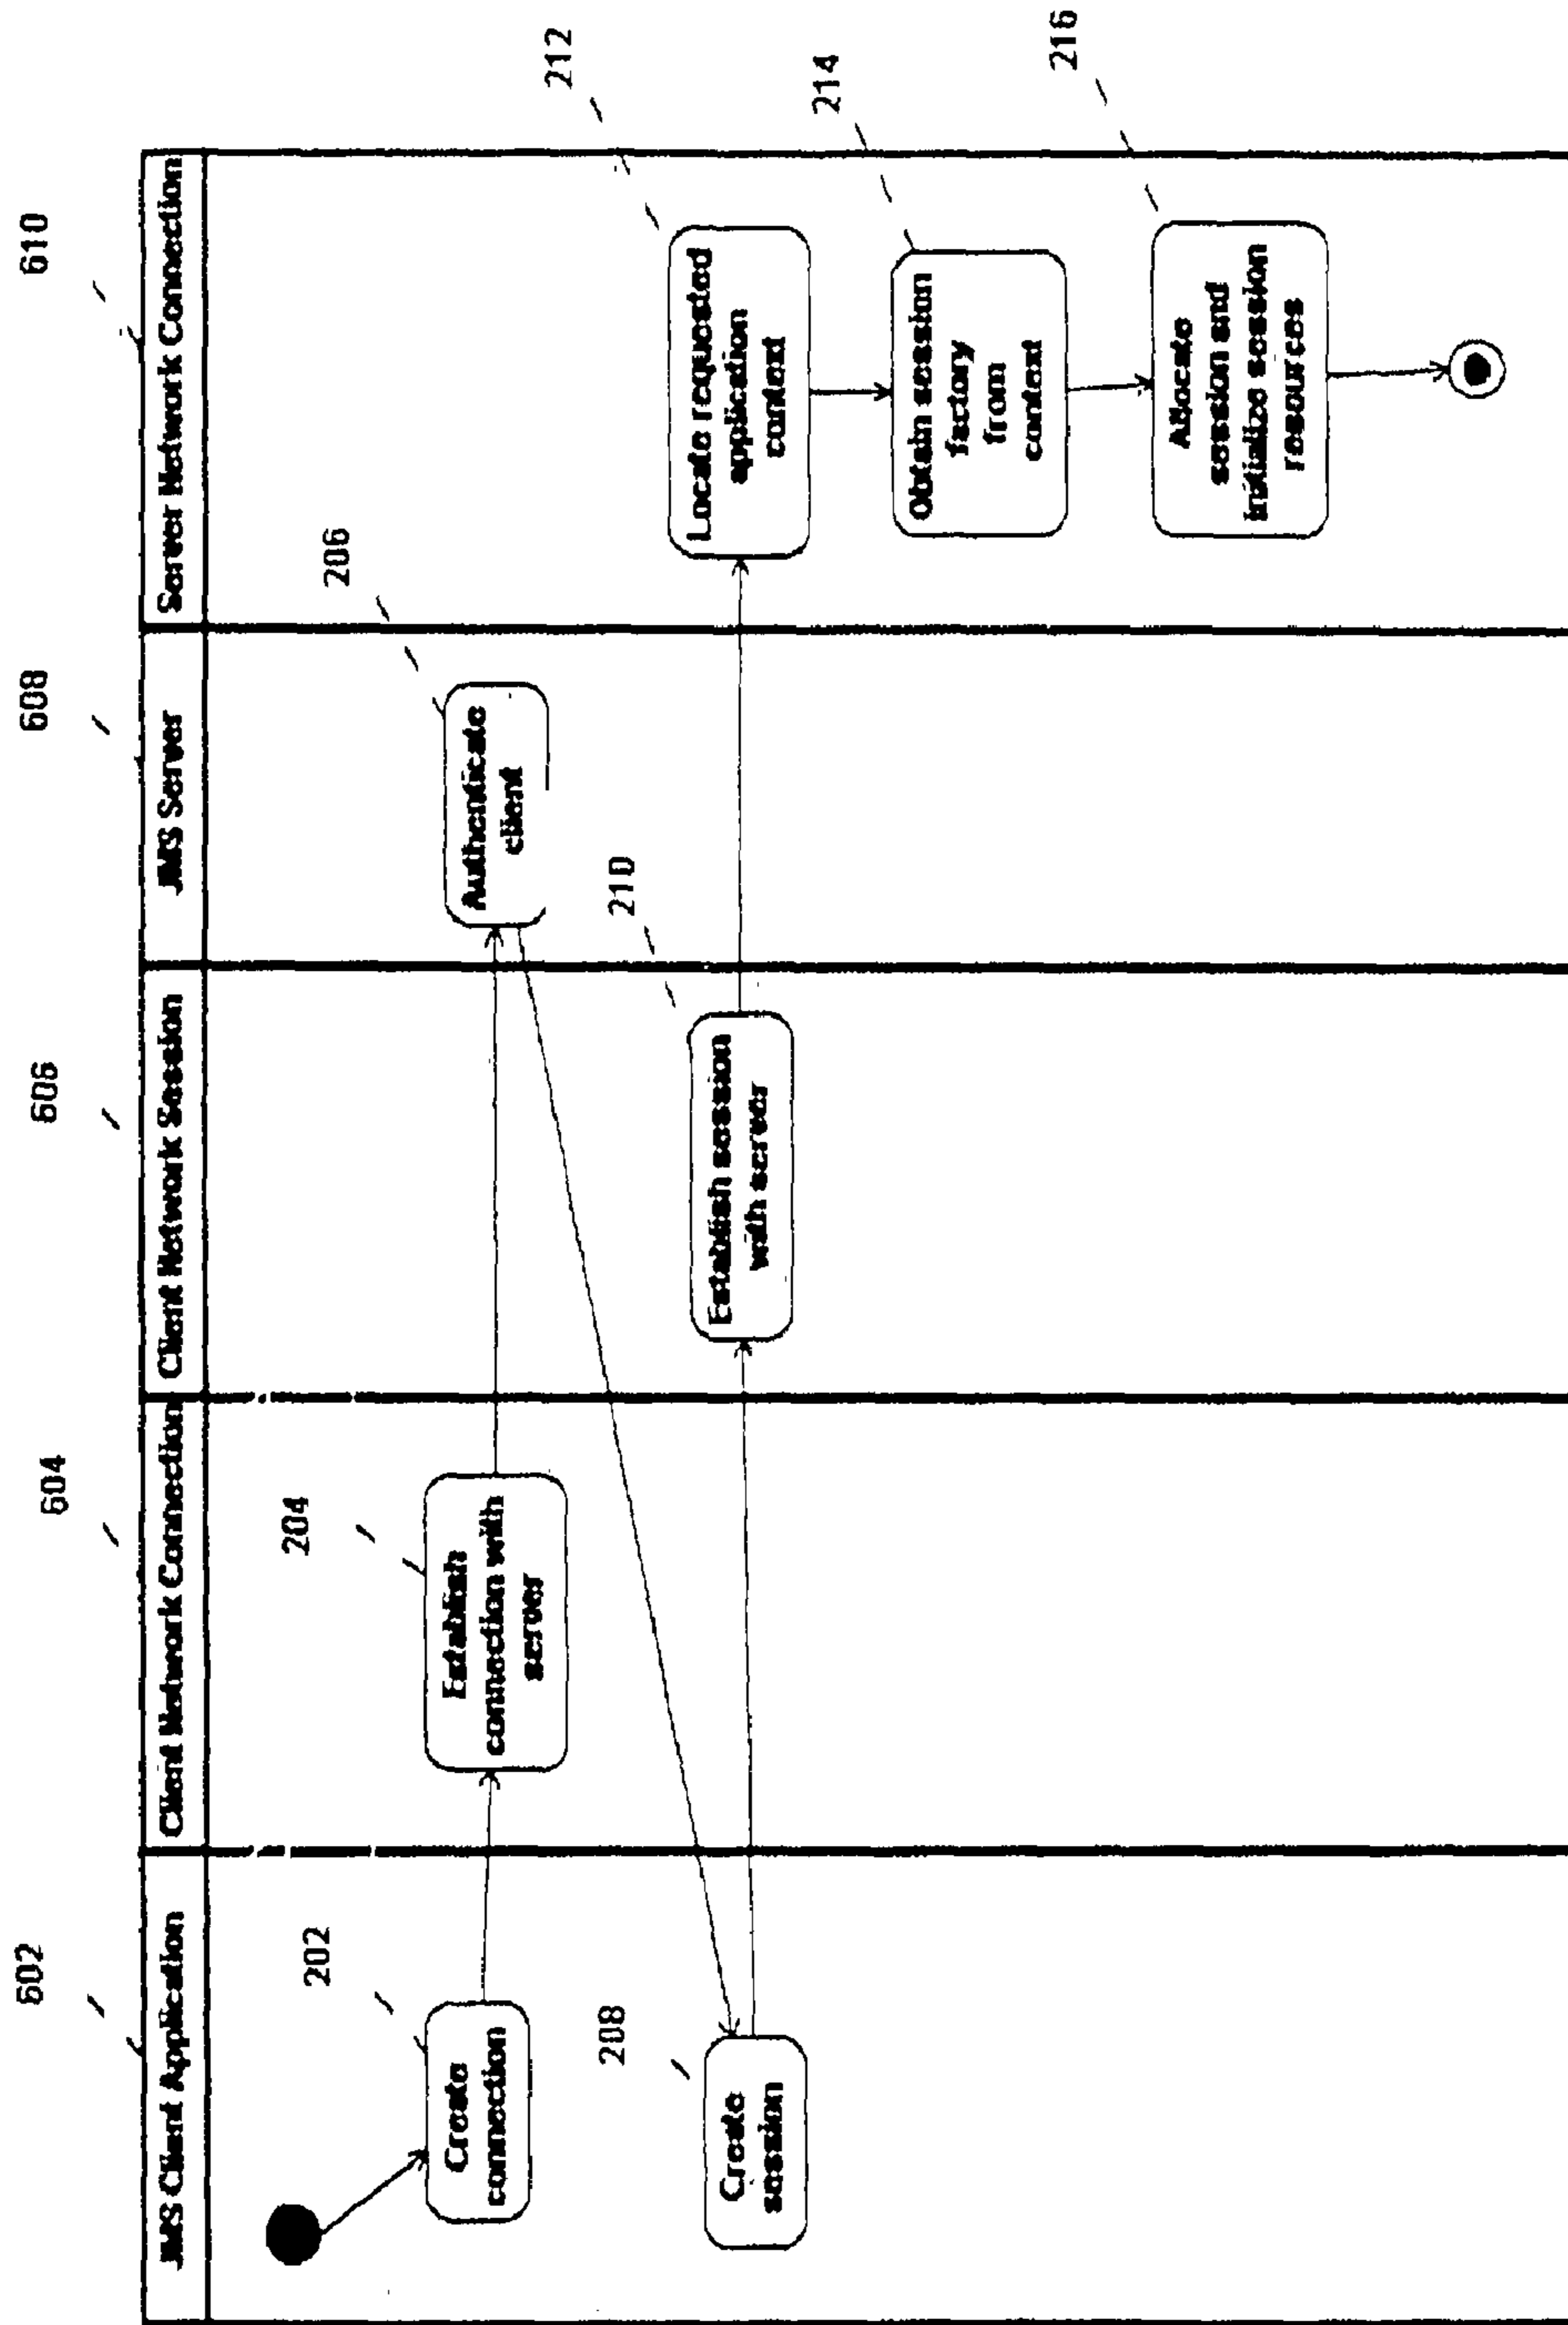 602
604
606
608
610
JMS Client Application
Client Network Connection
Client Network Session
JMS Server
Server Network Connection
202
Create
connection
204
Establish
connection with
server
206
Authenticate
client
208
Create
session
210
Establish session
with server
212
Locate requested
application
context
214
Obtain session
factory
from
context
216
Allocate
session and
initialize session
resources